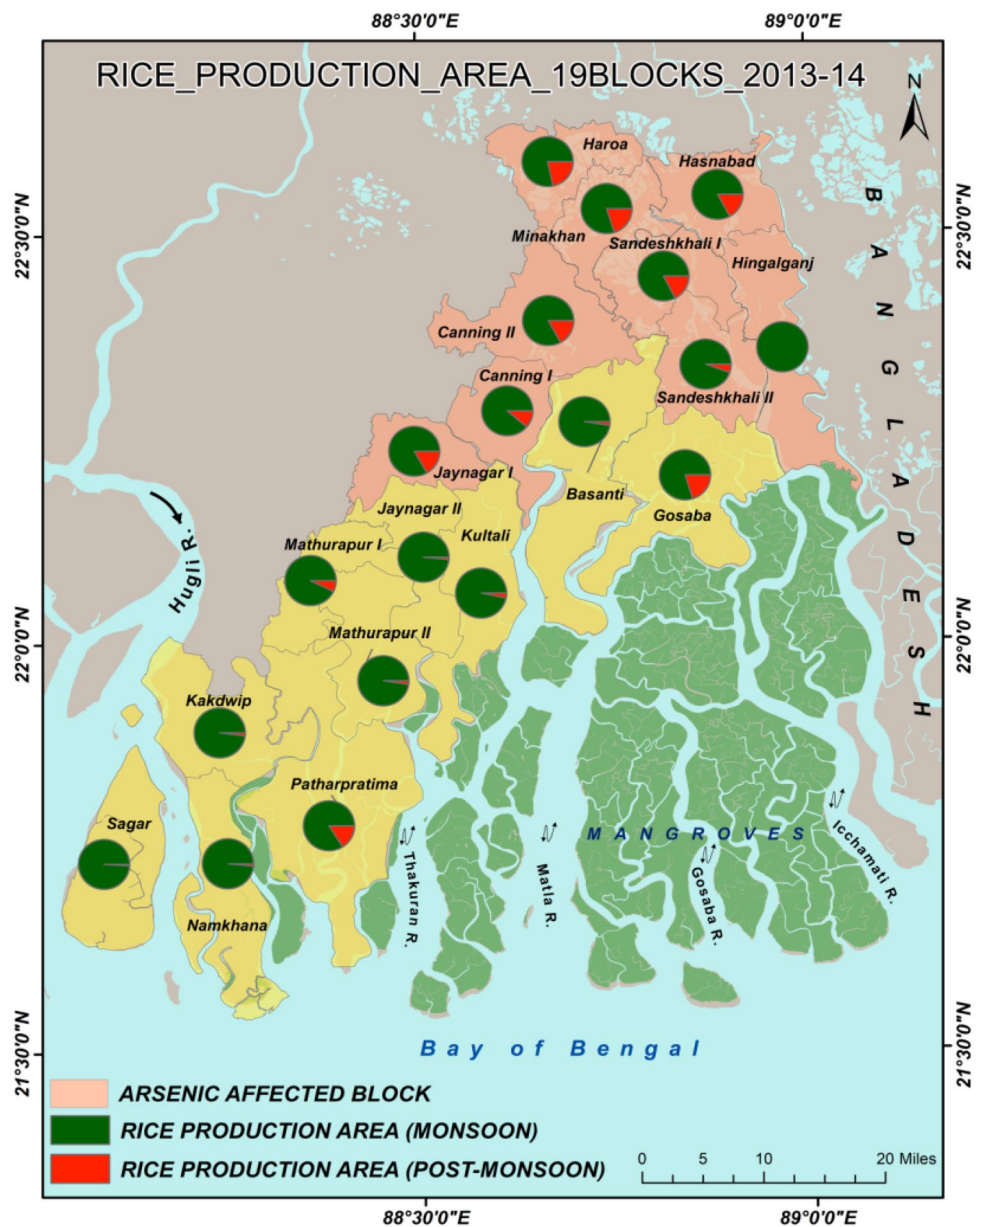 88°30'0"E
89°0'0"E
RICE_PRODUCTION_AREA_19BLOCKS_2013-14
N
Haroa
Hasnabad
22°30'0"N
22°30'0"N
Minakhan
Sandeshkhali I
Hingalganj
BANGLADESH
Canning II
Canning I
Sandeshkhali II
Jaynagar I
Basanti
Jaynagar II
Gosaba
Kultali
Mathurapur I
Hugli R.
22°0'0"N
22°0'0"N
Mathurapur II
Kakdwip
Patharpratima
Sagar
MANGROVES
Icchamati R.
Thakuran R.
Matla R.
Gosaba R.
Namkhana
21°30'0"N
21°30'0"N
Bay of Bengal
ARSENIC AFFECTED BLOCK
RICE PRODUCTION AREA (MONSOON)
RICE PRODUCTION AREA (POST-MONSOON)
0 5 10 20 Miles
88°30'0"E
89°0'0"E